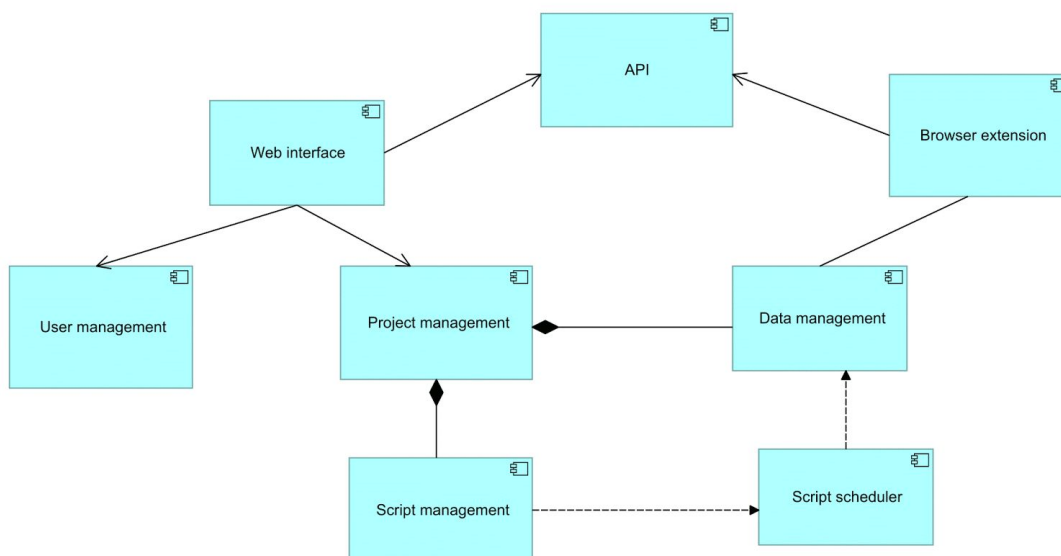 API
Browser extension
Web interface
User management
Project management
Data management
Script management
Script scheduler